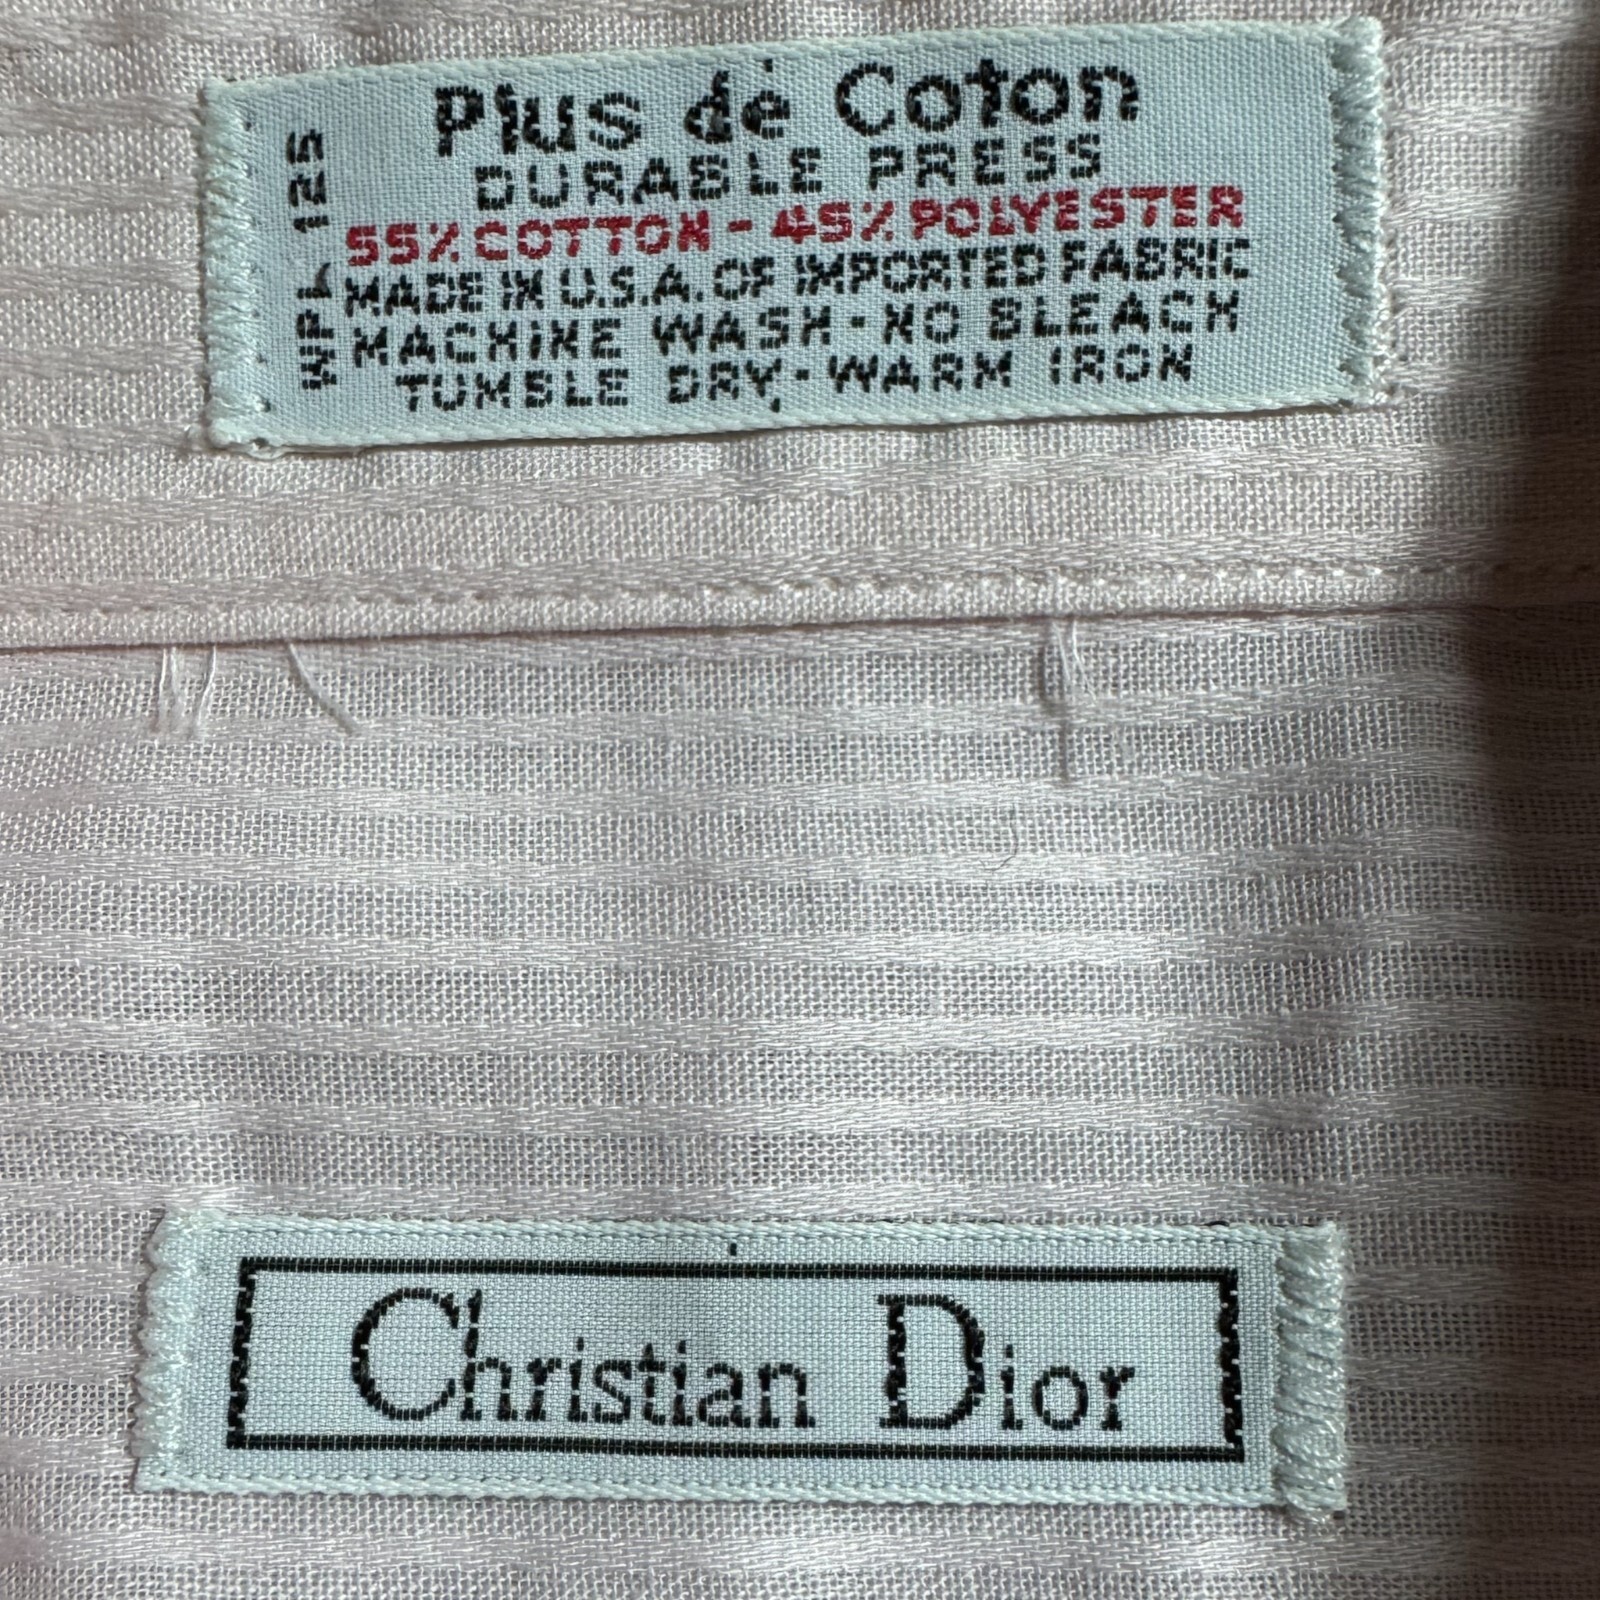 Plus de Coton
DURABLE PRESS
55% COTTON - 45% POLYESTER
MADE IN U.S.A. OF IMPORTED FABRIC
MACHINE WASH - NO BLEACH
TUMBLE DRY - WARM IRON
WPL 125
Christian Dior